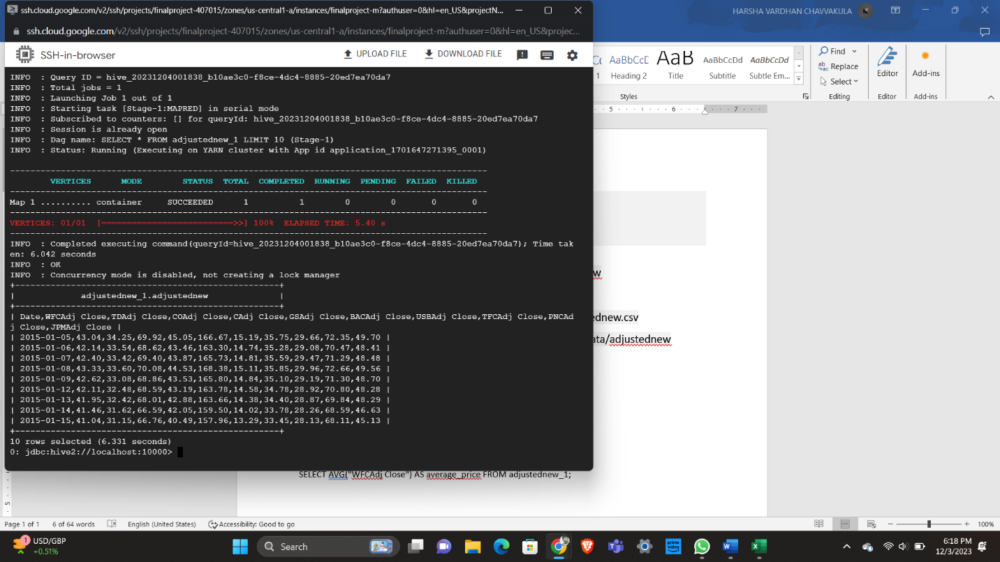 ssh.cloud.google.com/v2/ssh/projects/finalproject-407015/zones/us-central1-a/instances/finalproject-m?authuser=0&hl=en_US&projectN...
HARSHA VARDHAN CHAVVAKULA
ssh.cloud.google.com/v2/ssh/projects/finalproject-407015/zones/us-central1-a/instances/finalproject-m?authuser=0&hl=en_US&projec...
SSH-in-browser
UPLOAD FILE
DOWNLOAD FILE
INFO  : Query ID = hive_20231204001838_b10ae3c0-f8ce-4dc4-8885-20ed7ea70da7
INFO  : Total jobs = 1
INFO  : Launching Job 1 out of 1
INFO  : Starting task [Stage-1:MAPRED] in serial mode
INFO  : Subscribed to counters: [] for queryId: hive_20231204001838_b10ae3c0-f8ce-4dc4-8885-20ed7ea70da7
INFO  : Session is already open
INFO  : Dag name: SELECT * FROM adjustednew_1 LIMIT 10 (Stage-1)
INFO  : Status: Running (Executing on YARN cluster with App id application_1701647271395_0001)
----------------------------------------------------------------------------------------------
VERTICES MODE STATUS TOTAL COMPLETED RUNNING PENDING FAILED KILLED
----------------------------------------------------------------------------------------------
Map 1 .......... container SUCCEEDED 1 1 0 0 0 0
----------------------------------------------------------------------------------------------
VERTICES: 01/01 [==========================>>] 100% ELAPSED TIME: 5.40 s
----------------------------------------------------------------------------------------------
INFO  : Completed executing command(queryId=hive_20231204001838_b10ae3c0-f8ce-4dc4-8885-20ed7ea70da7); Time tak
en: 6.042 seconds
INFO  : OK
INFO  : Concurrency mode is disabled, not creating a lock manager
+----------------------------------------------------+
| adjustednew_1.adjustednew |
+----------------------------------------------------+
| Date,WFCAdj Close,TDAdj Close,COAdj Close,CAdj Close,GSAdj Close,BACAdj Close,USBAdj Close,TFCAdj Close,PNCAd
j Close,JPMAdj Close |
| 2015-01-05,43.04,34.25,69.92,45.05,166.67,15.19,35.75,29.66,72.35,49.70 |
| 2015-01-06,42.14,33.54,68.62,43.46,163.30,14.74,35.28,29.08,70.47,48.41 |
| 2015-01-07,42.40,33.42,69.40,43.87,165.73,14.81,35.59,29.47,71.29,48.48 |
| 2015-01-08,43.33,33.60,70.08,44.53,168.38,15.11,35.85,29.96,72.66,49.56 |
| 2015-01-09,42.62,33.08,68.86,43.53,165.80,14.84,35.10,29.19,71.30,48.70 |
| 2015-01-12,42.11,32.48,68.59,43.19,163.78,14.58,34.78,28.92,70.80,48.28 |
| 2015-01-13,41.95,32.42,68.01,42.88,163.66,14.38,34.40,28.87,69.84,48.29 |
| 2015-01-14,41.46,31.62,66.59,42.05,159.50,14.02,33.78,28.26,68.59,46.63 |
| 2015-01-15,41.04,31.15,66.76,40.49,157.96,13.29,33.45,28.13,68.11,45.13 |
+----------------------------------------------------+
10 rows selected (6.331 seconds)
0: jdbc:hive2://localhost:10000>
AaBbCcC AaB AaBbCcDd AaBbCcDd
1 Heading 2 Title Subtitle Subtle Em...
Styles
Find
Replace
Select
Editing
Editor
Editor
Add-ins
Add-ins
5 6 7
w
ednew.csv
ata/adjustednew
SELECT AVG("WFCAdj Close") AS average_price FROM adjustednew_1;
5
Page 1 of 1 6 of 64 words English (United States) Accessibility: Good to go 100%
1
USD/GBP
+0.51%
Search
prime video
6:18 PM
12/3/2023